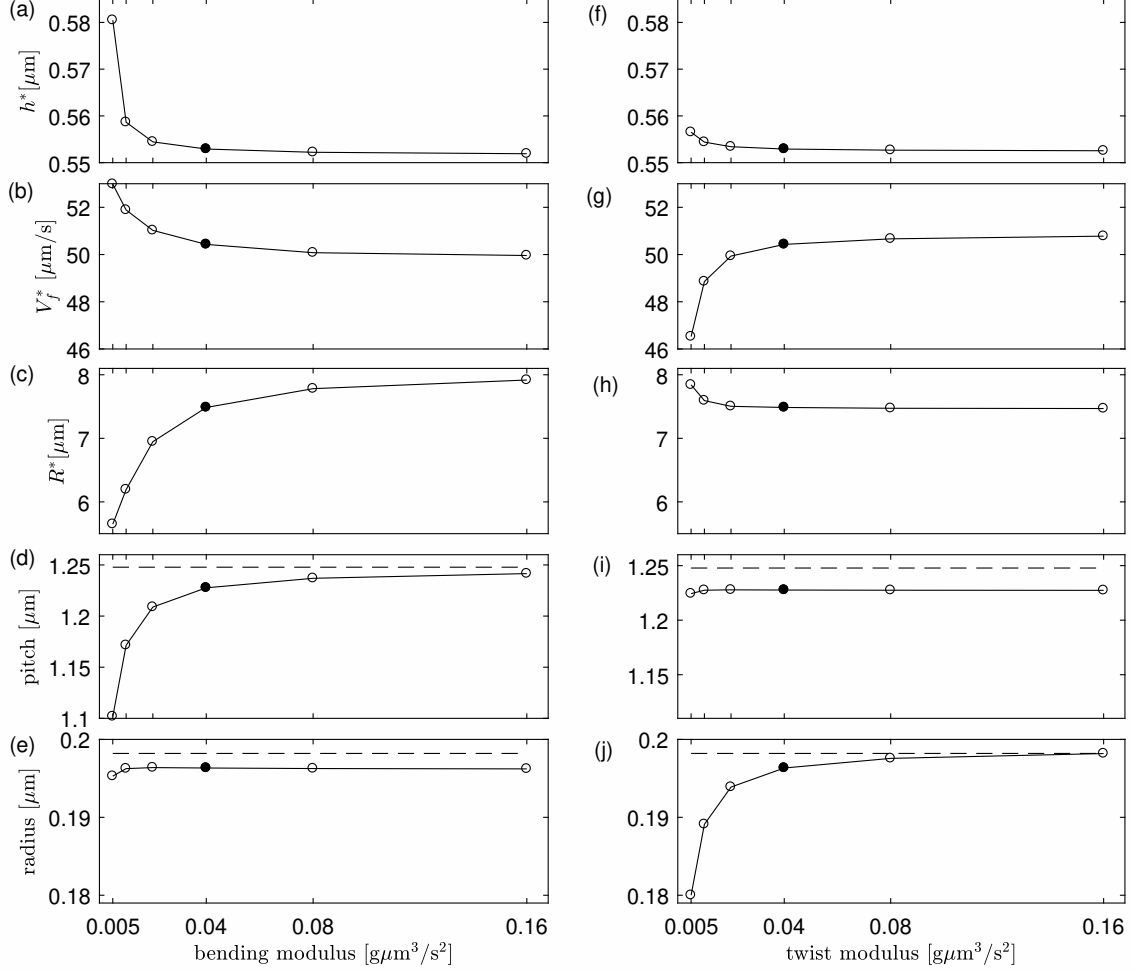 (a)
0.58
0.57
0.56
0.55
h* [μm]
(b)
52
50
48
46
V_f^* [μm/s]
(c)
8
7
6
R* [μm]
(d)
1.25
1.2
1.15
1.1
pitch [μm]
(e)
0.2
0.19
0.18
radius [μm]
0.005 0.04 0.08 0.16
bending modulus [gμm³/s²]
(f)
0.58
0.57
0.56
0.55
(g)
52
50
48
46
(h)
8
7
6
(i)
1.25
1.2
1.15
(j)
0.2
0.19
0.18
0.005 0.04 0.08 0.16
twist modulus [gμm³/s²]